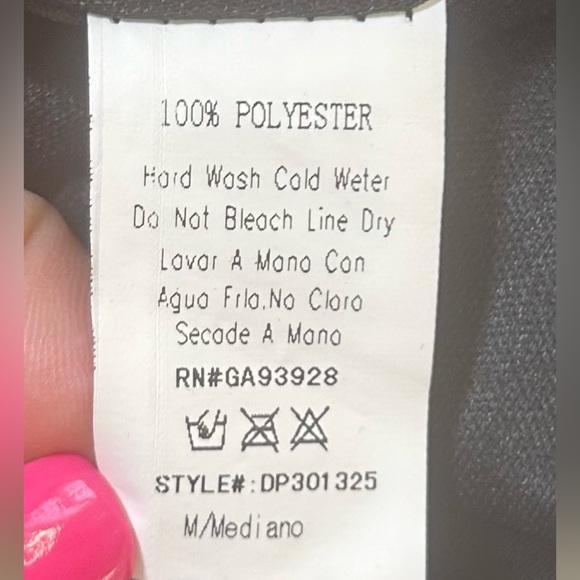 100% POLYESTER
Hard Wash Cold Weter
Do Not Bleach Line Dry
Lavar A Mano Con
Agua Frla.No Cloro
Secade A Mano
RN#GA93928
STYLE#:DP301325
M/Mediano